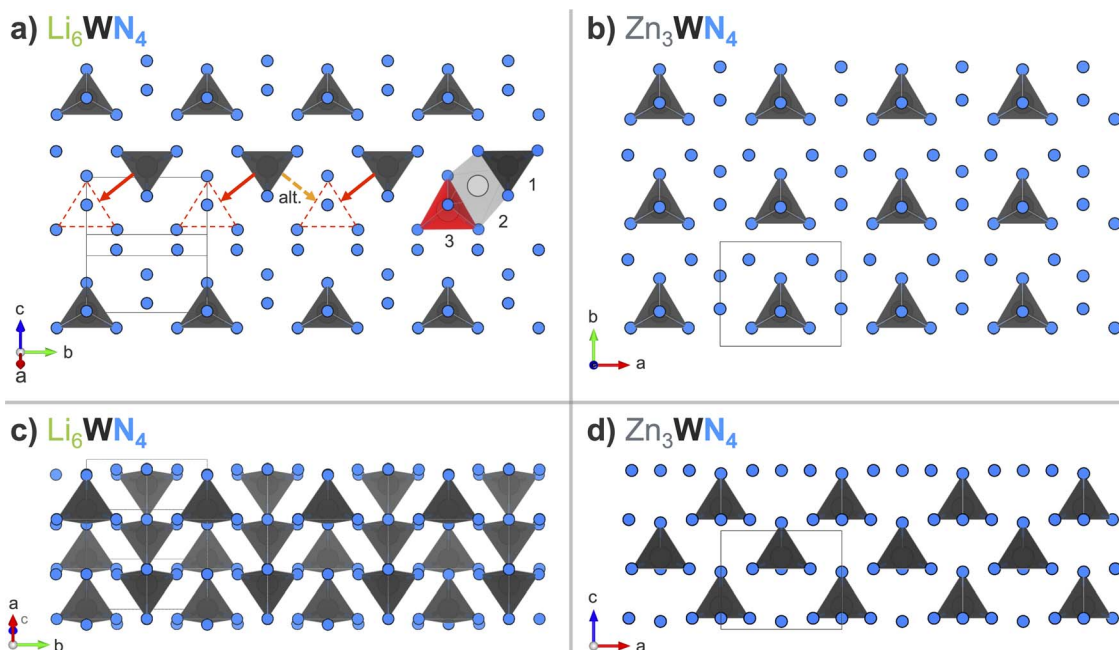 a) Li₆WN₄
alt.
1
2
3
c
b
a
b) Zn₃WN₄
b
a
c) Li₆WN₄
a
c
b
d) Zn₃WN₄
c
a